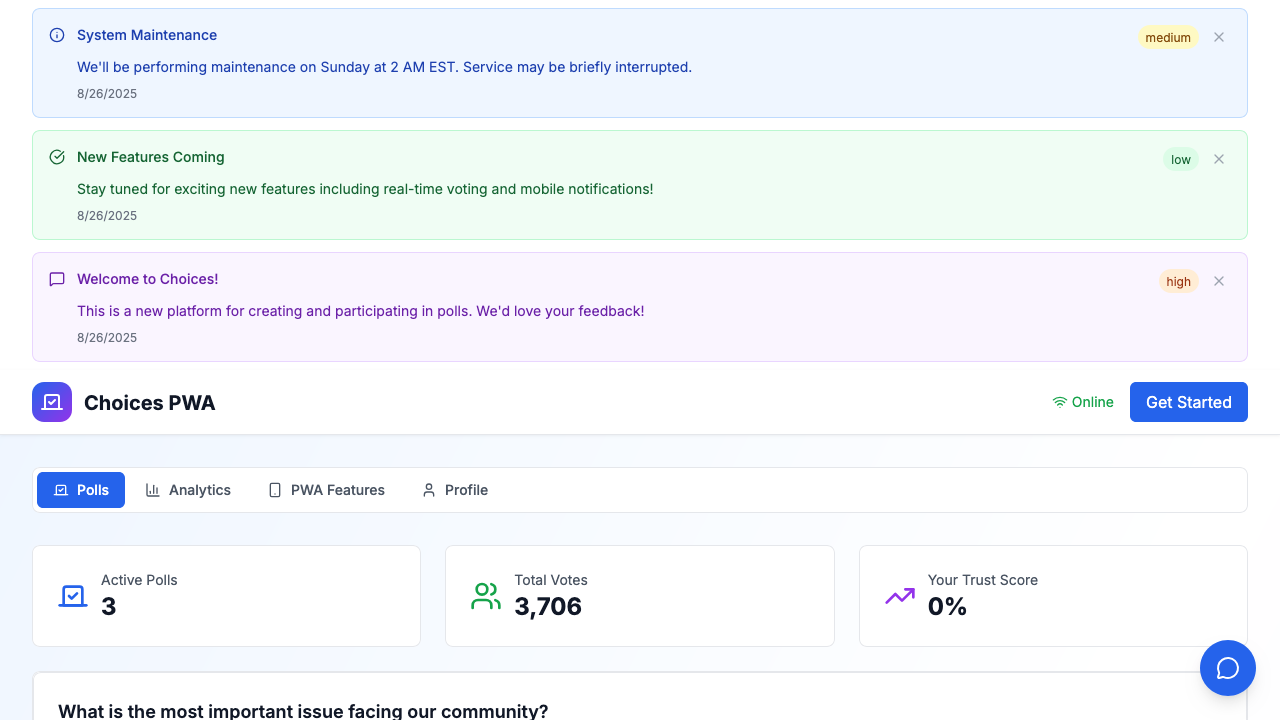 System Maintenance
medium
We'll be performing maintenance on Sunday at 2 AM EST. Service may be briefly interrupted.
8/26/2025
New Features Coming
low
Stay tuned for exciting new features including real-time voting and mobile notifications!
8/26/2025
Welcome to Choices!
high
This is a new platform for creating and participating in polls. We'd love your feedback!
8/26/2025
Choices PWA
Online
Get Started
Polls
Analytics
PWA Features
Profile
Active Polls
3
Total Votes
3,706
Your Trust Score
0%
What is the most important issue facing our community?